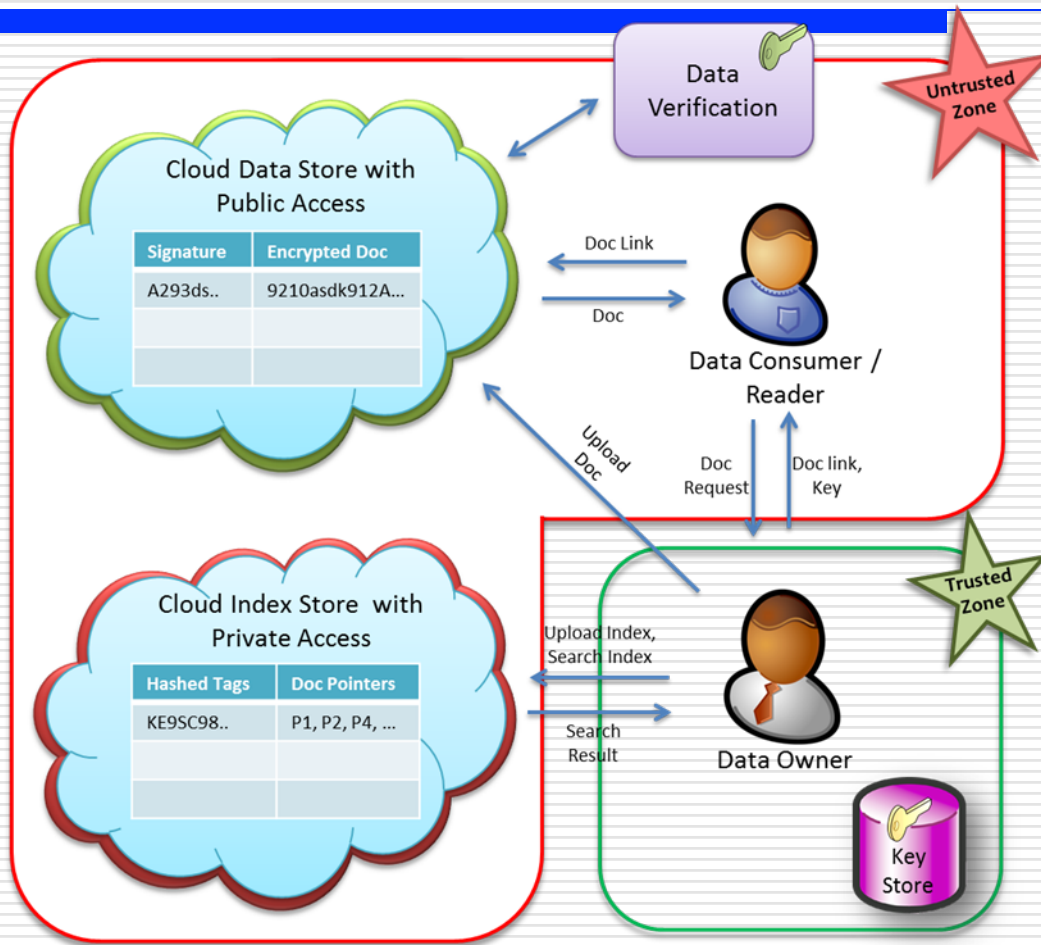 Data
Verification
Untrusted
Zone
Cloud Data Store with
Public Access
Signature Encrypted Doc
A293ds.. 9210asdk912A...
Doc Link
Doc
Data Consumer /
Reader
Upload
Doc
Doc
Request
Doc link,
Key
Trusted
Zone
Cloud Index Store with
Private Access
Hashed Tags Doc Pointers
KE9SC98.. P1, P2, P4, ...
Upload Index,
Search Index
Search
Result
Data Owner
Key
Store